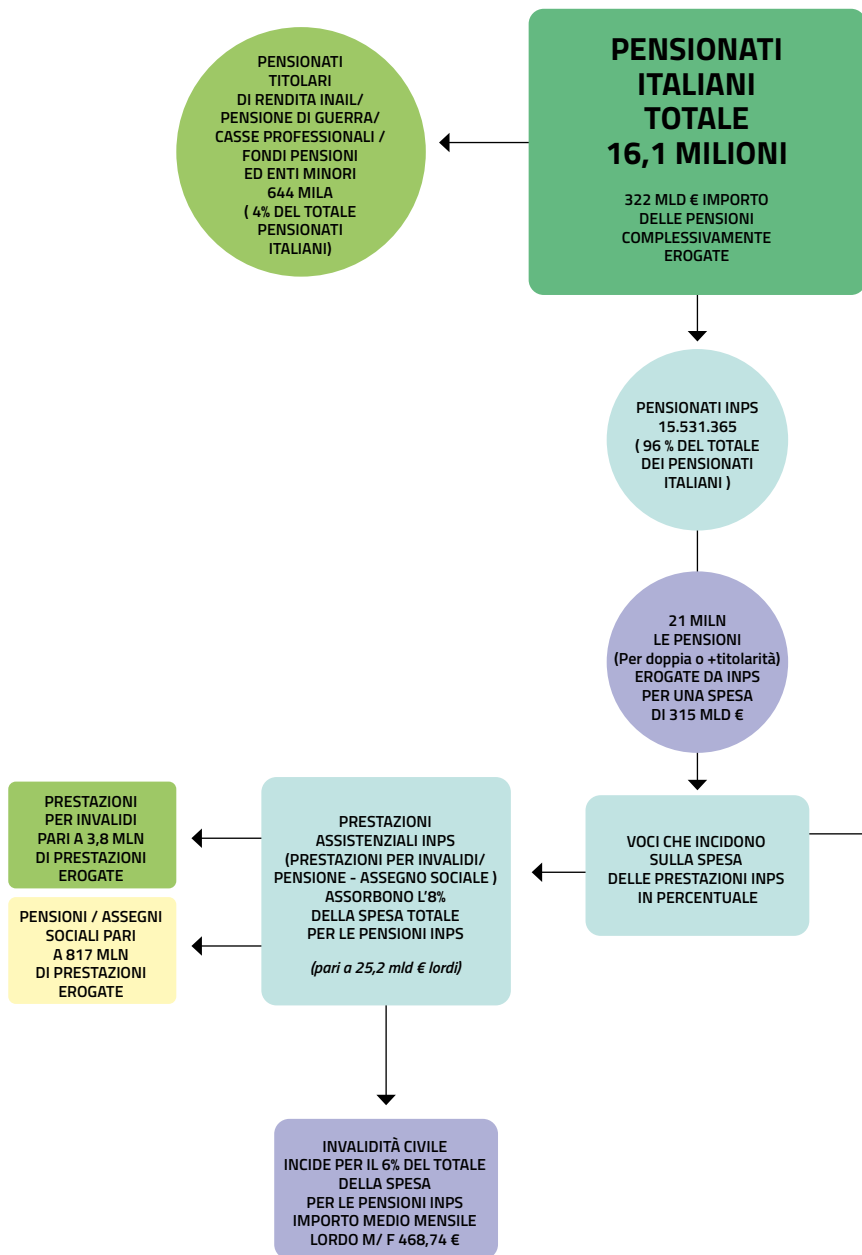 PENSIONATI
ITALIANI
TOTALE
16,1 MILIONI
322 MLD € IMPORTO
DELLE PENSIONI
COMPLESSIVAMENTE
EROGATE
PENSIONATI
TITOLARI
DI RENDITA INAIL/
PENSIONE DI GUERRA/
CASSE PROFESSIONALI /
FONDI PENSIONI
ED ENTI MINORI
644 MILA
( 4% DEL TOTALE
PENSIONATI
ITALIANI)
PENSIONATI INPS
15.531.365
( 96 % DEL TOTALE
DEI PENSIONATI
ITALIANI )
21 MILN
LE PENSIONI
(Per doppia o +titolarità)
EROGATE DA INPS
PER UNA SPESA
DI 315 MLD €
VOCI CHE INCIDONO
SULLA SPESA
DELLE PRESTAZIONI INPS
IN PERCENTUALE
PRESTAZIONI
ASSISTENZIALI INPS
(PRESTAZIONI PER INVALIDI/
PENSIONE - ASSEGNO SOCIALE )
ASSORBONO L'8%
DELLA SPESA TOTALE
PER LE PENSIONI INPS
(pari a 25,2 mld € lordi)
PRESTAZIONI
PER INVALIDI
PARI A 3,8 MLN
DI PRESTAZIONI
EROGATE
PENSIONI / ASSEGNI
SOCIALI PARI
A 817 MLN
DI PRESTAZIONI
EROGATE
INVALIDITÀ CIVILE
INCIDE PER IL 6% DEL TOTALE
DELLA SPESA
PER LE PENSIONI INPS
IMPORTO MEDIO MENSILE
LORDO M/ F 468,74 €